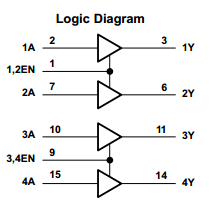 Logic Diagram
1A 2 3 1Y
1,2EN 1
2A 7 6 2Y
3A 10 11 3Y
3,4EN 9
4A 15 14 4Y